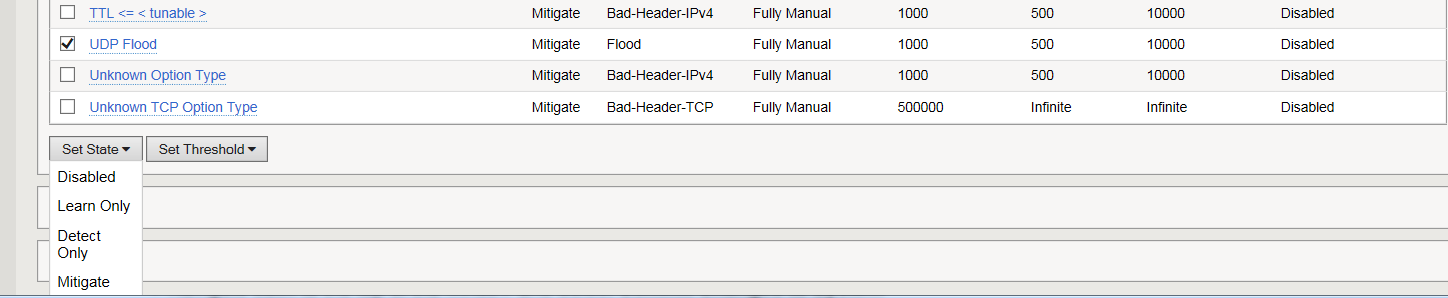 TTL <= < tunable > Mitigate Bad-Header-IPv4 Fully Manual 1000 500 10000 Disabled
UDP Flood Mitigate Flood Fully Manual 1000 500 10000 Disabled
Unknown Option Type Mitigate Bad-Header-IPv4 Fully Manual 1000 500 10000 Disabled
Unknown TCP Option Type Mitigate Bad-Header-TCP Fully Manual 500000 Infinite Infinite Disabled
Set State Set Threshold
Disabled
Learn Only
Detect
Only
Mitigate